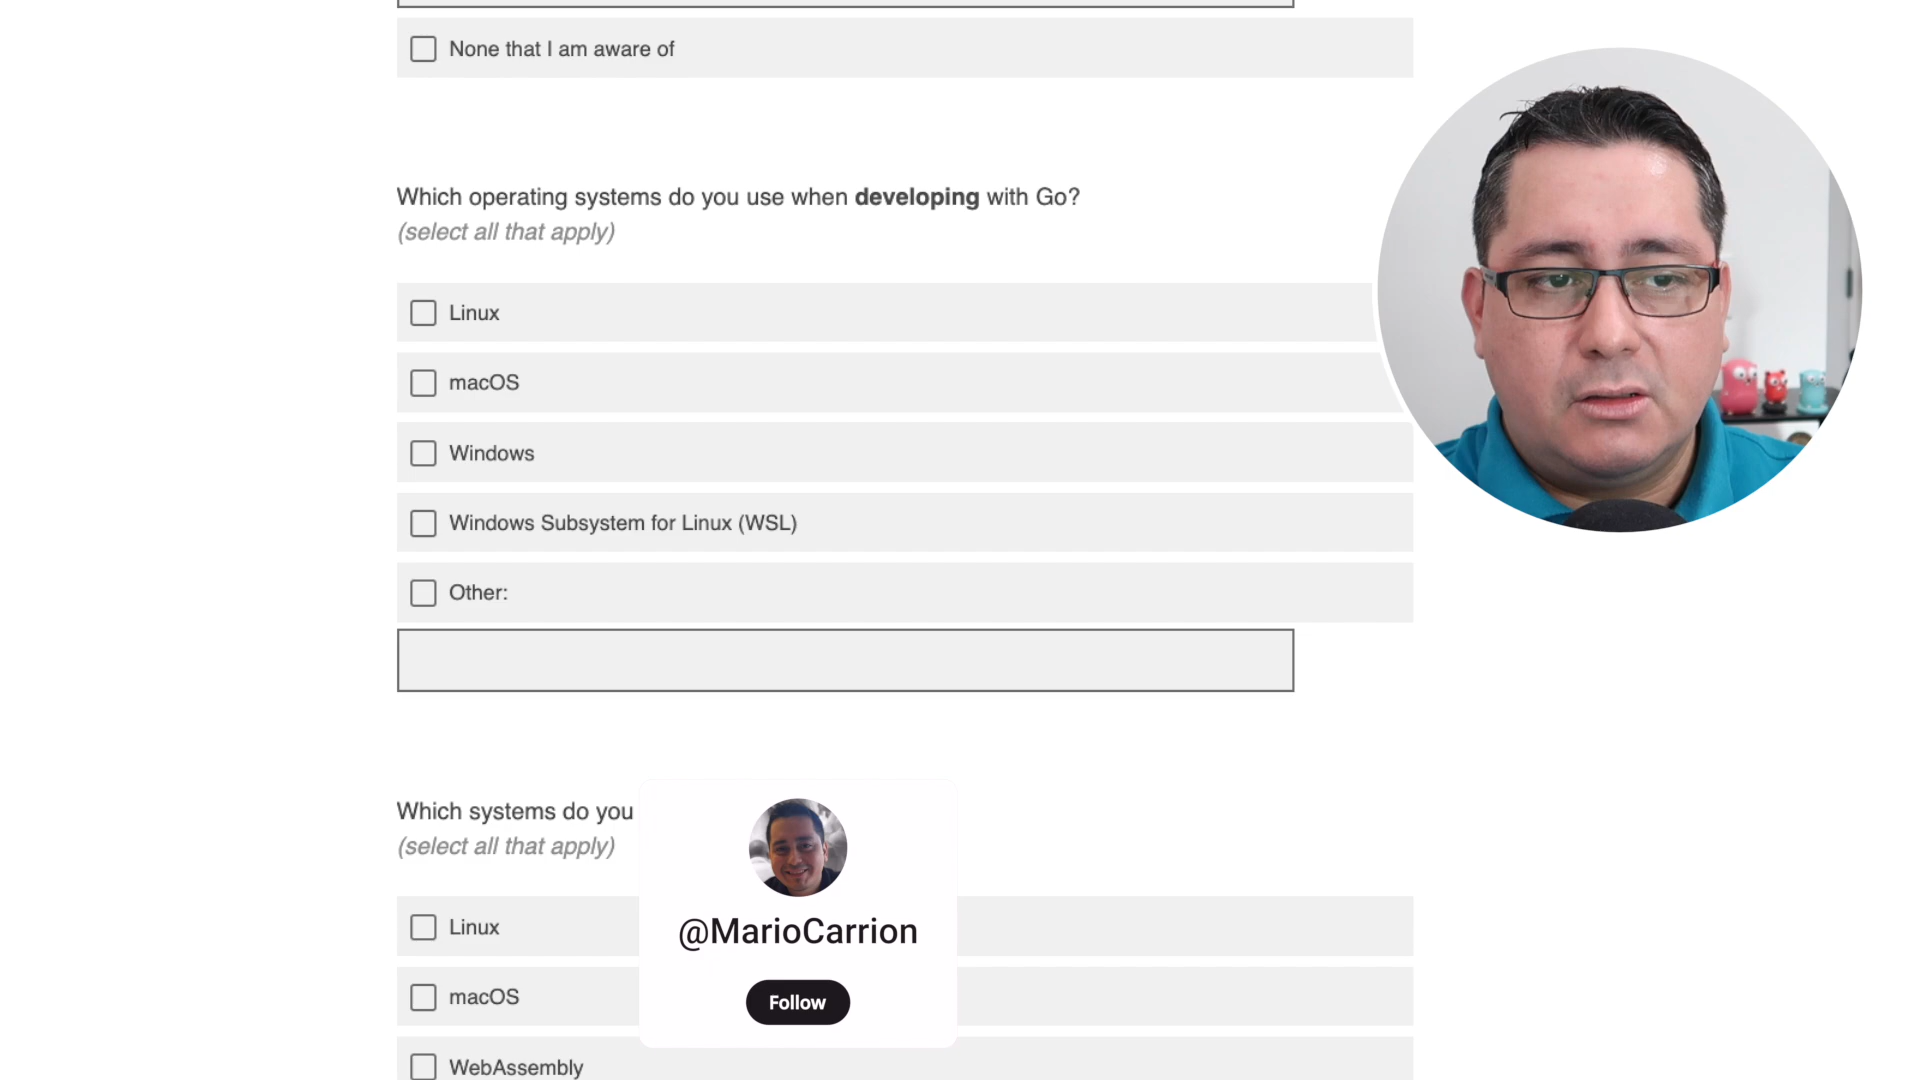 None that I am aware of
Which operating systems do you use when developing with Go?
(select all that apply)
Linux
macOS
Windows
Windows Subsystem for Linux (WSL)
Other:
Which systems do you
(select all that apply)
Linux
macOS
WebAssembly
@MarioCarrion
Follow